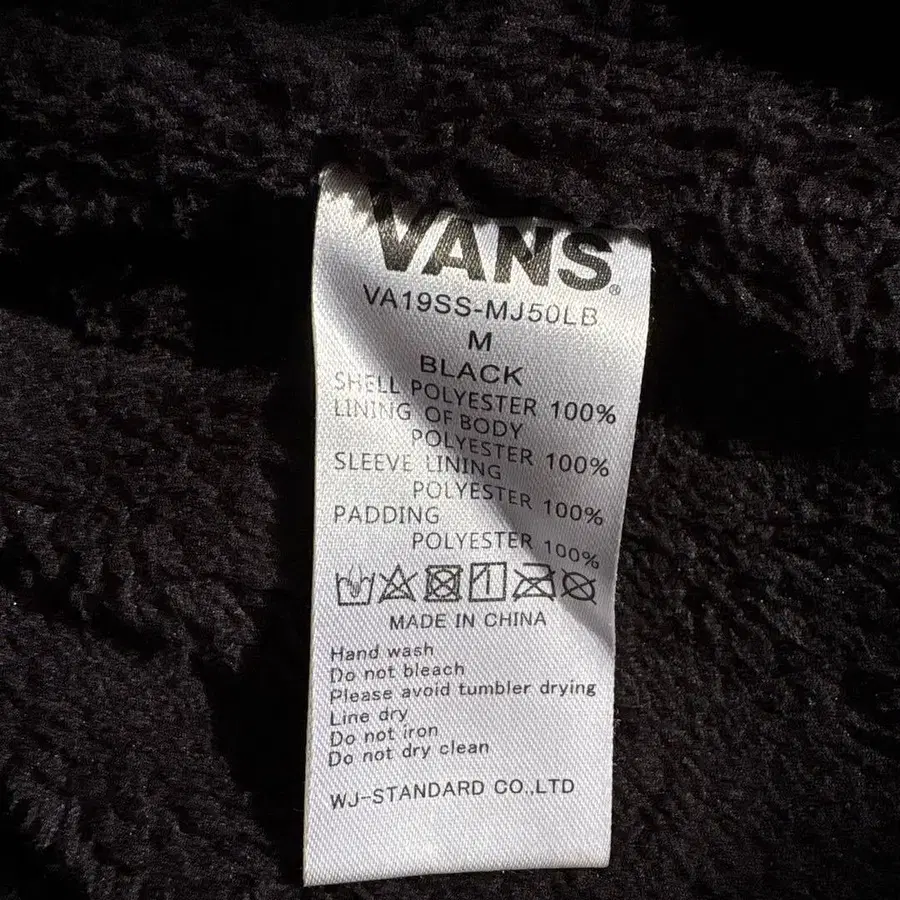 VANS®
VA19SS-MJ50LB
M
BLACK
SHELL POLYESTER 100%
LINING OF BODY
POLYESTER 100%
SLEEVE LINING
POLYESTER 100%
PADDING
POLYESTER 100%
MADE IN CHINA
Hand wash
Do not bleach
Please avoid tumbler drying
Line dry
Do not iron
Do not dry clean
WJ-STANDARD CO.,LTD